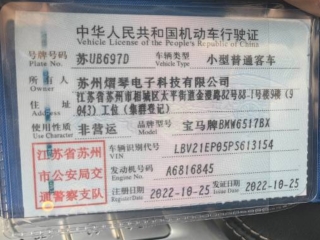 中华人民共和国机动车行驶证
Vehicle License of the People's Republic of China
号牌号码 苏UB697D 车辆类型 小型普通客车
Plate No. Vehicle Type
所有人 苏州熠琴电子科技有限公司
Owner
住址 江苏省苏州市相城区太平街道金澄路82号88-1号楼9楼(9
Address 043)工位(集群登记)
使用性质 非营运 品牌型号 宝马牌BMW6517BX
Use Character Model
江苏省苏州
市公安局交
通警察支队
车辆识别代号 LBV21EP05PS613154
VIN
发动机号码 A6816845
Engine No.
注册日期 2022-10-25 发证日期 2022-10-25
Register Date Issue Date